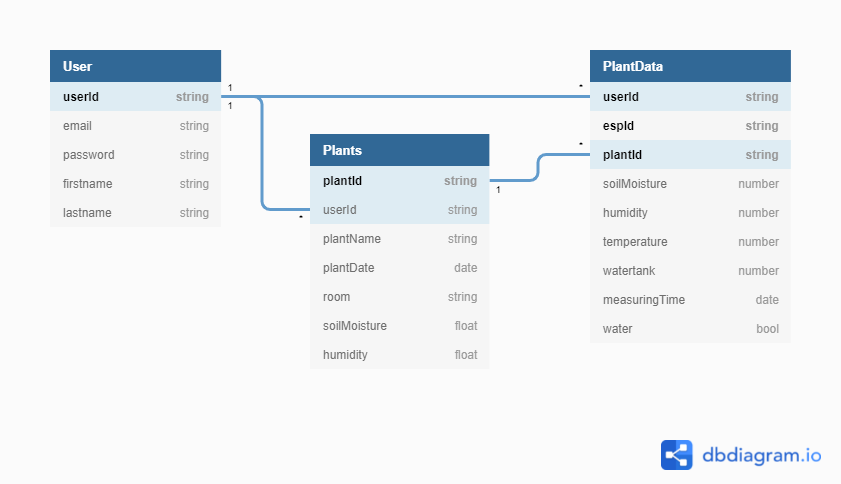 User
userId string
email string
password string
firstname string
lastname string
1
1
*
Plants
plantId string
userId string
plantName string
plantDate date
room string
soilMoisture float
humidity float
1
*
*
PlantData
userId string
espId string
plantId string
soilMoisture number
humidity number
temperature number
watertank number
measuringTime date
water bool
dbdiagram.io